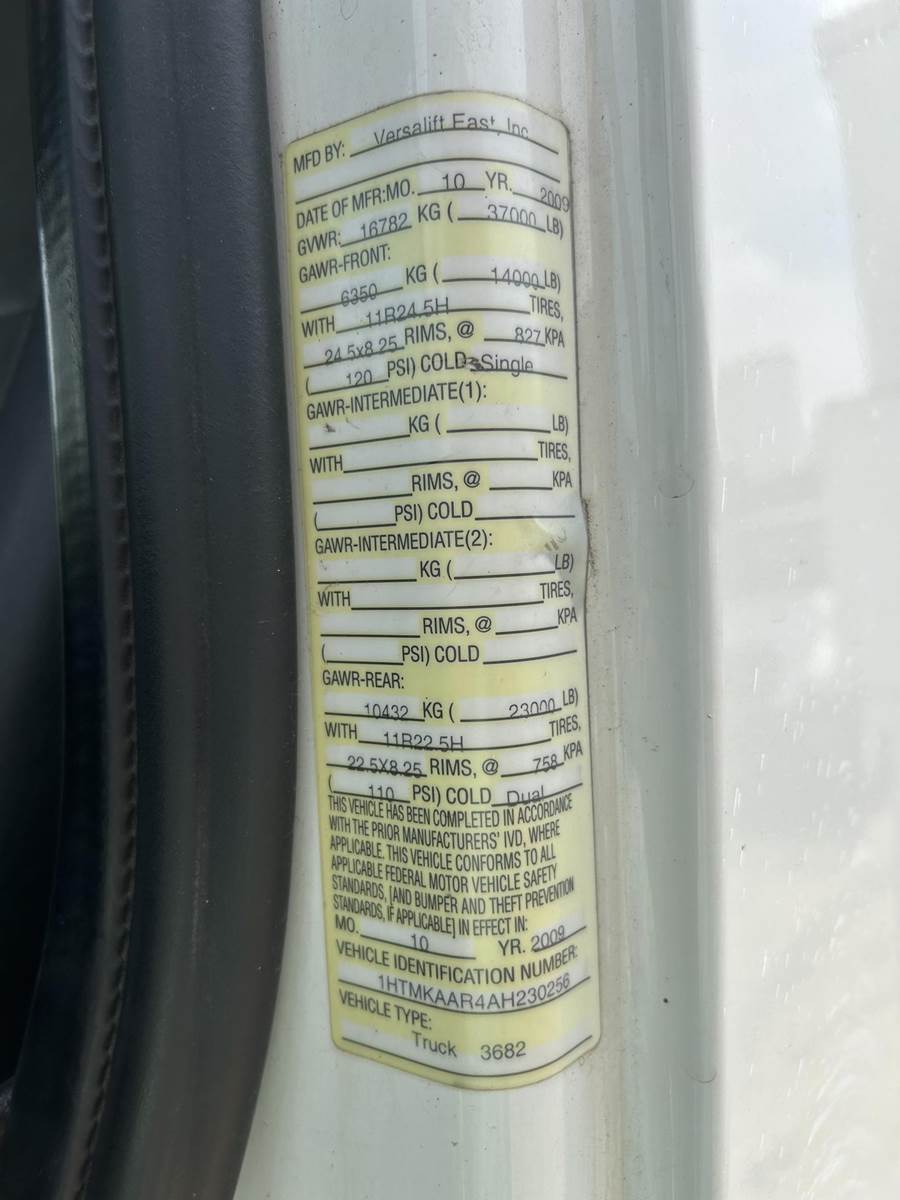 MFD BY: Versalift East, Inc.
DATE OF MFR:MO. 10 YR. 2009
GVWR: 16782 KG ( 37000 LB)
GAWR-FRONT:
6350 KG ( 14000 LB)
WITH 11R24.5H TIRES,
24.5x8.25 RIMS, @ 827 KPA
( 120 PSI) COLD Single
GAWR-INTERMEDIATE(1):
KG ( LB)
WITH TIRES,
RIMS, @ KPA
( PSI) COLD
GAWR-INTERMEDIATE(2):
KG ( LB)
WITH TIRES,
RIMS, @ KPA
( PSI) COLD
GAWR-REAR:
10432 KG ( 23000 LB)
WITH 11R22.5H TIRES,
22.5X8.25 RIMS, @ 758 KPA
( 110 PSI) COLD Dual
THIS VEHICLE HAS BEEN COMPLETED IN ACCORDANCE
WITH THE PRIOR MANUFACTURERS' IVD, WHERE
APPLICABLE. THIS VEHICLE CONFORMS TO ALL
APPLICABLE FEDERAL MOTOR VEHICLE SAFETY
STANDARDS, [AND BUMPER AND THEFT PREVENTION
STANDARDS, IF APPLICABLE] IN EFFECT IN:
MO. 10 YR. 2009
VEHICLE IDENTIFICATION NUMBER:
1HTMKAAR4AH230256
VEHICLE TYPE:
Truck 3682